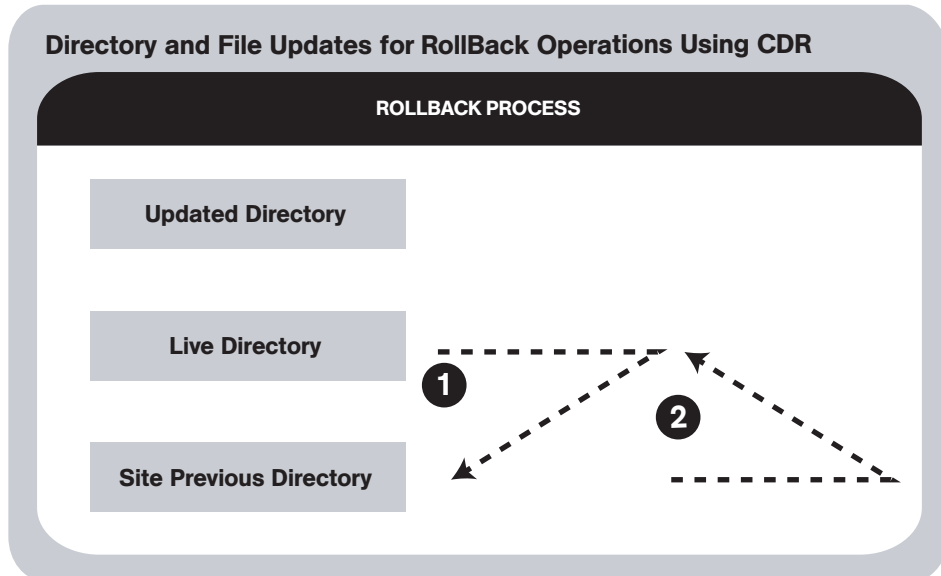 Directory and File Updates for RollBack Operations Using CDR
ROLLBACK PROCESS
Updated Directory
Live Directory
1
2
Site Previous Directory